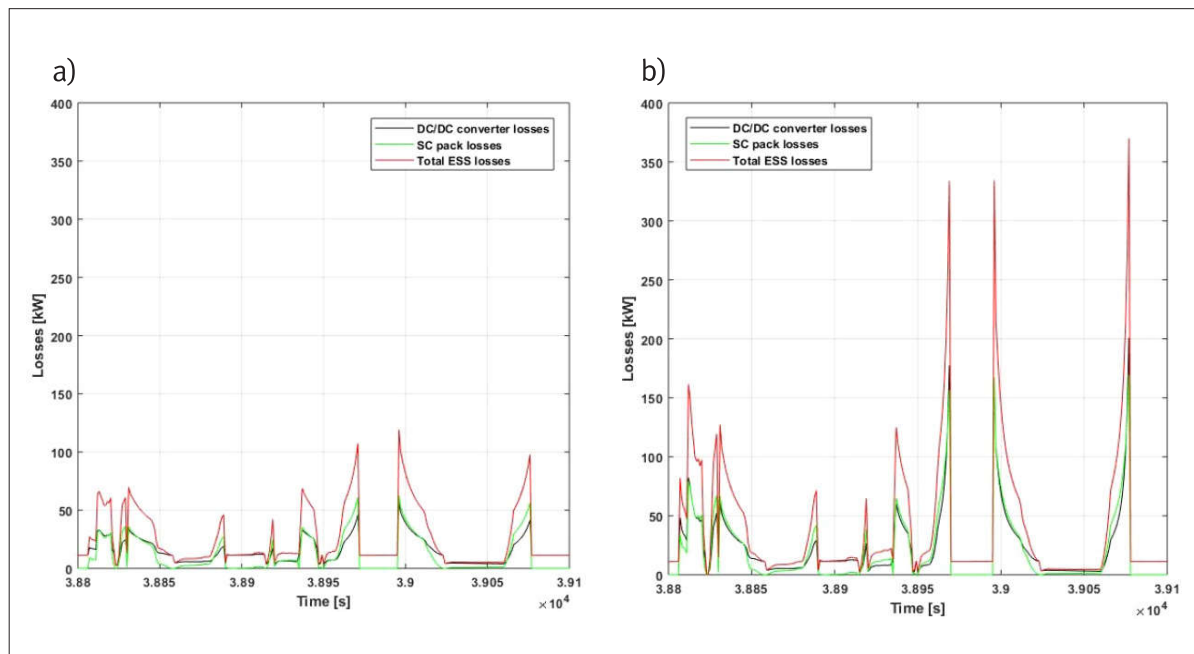 a)
400
350
300
250
200
150
100
50
0
Losses [kW]
DC/DC converter losses
SC pack losses
Total ESS losses
3.88 3.885 3.89 3.895 3.9 3.905 3.91
Time [s]
×10⁴
b)
400
350
300
250
200
150
100
50
0
Losses [kW]
DC/DC converter losses
SC pack losses
Total ESS losses
3.88 3.885 3.89 3.895 3.9 3.905 3.91
Time [s]
×10⁴